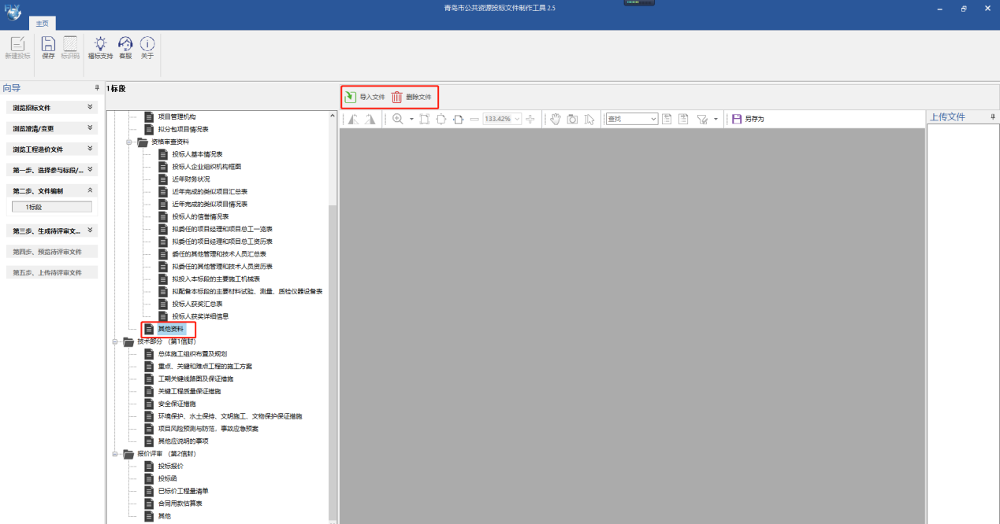 青岛市公共资源投标文件制作工具 2.5
主页
新建投标
保存
标识码
福标支持
客服
关于
向导
浏览招标文件
浏览澄清/变更
浏览工程造价文件
第一步、选择参与标段/...
第二步、文件编制
1标段
第三步、生成待评审文...
第四步、预览待评审文件
第五步、上传待评审文件
1标段
项目管理机构
拟分包项目情况表
资格审查资料
投标人基本情况表
投标人企业组织机构框图
近年财务状况
近年完成的类似项目汇总表
近年完成的类似项目情况表
投标人的信誉情况表
拟委任的项目经理和项目总工一览表
拟委任的项目经理和项目总工资历表
委任的其他管理和技术人员汇总表
拟委任的其他管理和技术人员资历表
拟投入本标段的主要施工机械表
拟配备本标段的主要材料试验、测量、质检仪器设备表
投标人获奖汇总表
投标人获奖详细信息
其他资料
技术部分 （第1信封）
总体施工组织布置及规划
重点、关键和难点工程的施工方案
工期关键线路图及保证措施
关键工程质量保证措施
安全保证措施
环境保护、水土保持、文明施工、文物保护保证措施
项目风险预测与防范，事故应急预案
其他应说明的事项
报价评审 （第2信封）
投标报价
投标函
已标价工程量清单
合同用款估算表
其他
导入文件
删除文件
133.42%
查找
另存为
上传文件